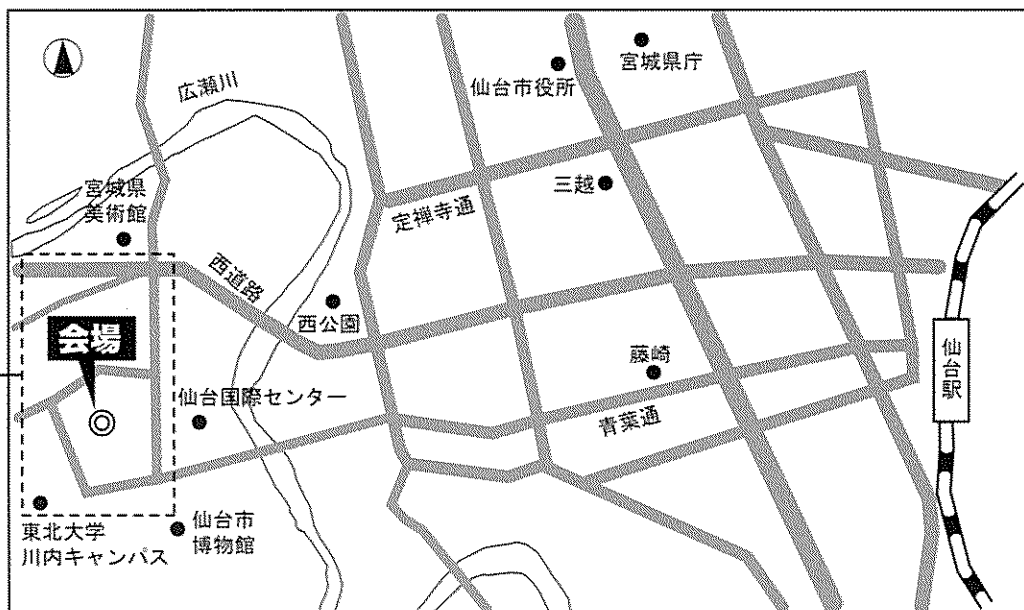 宮城県庁
仙台市役所
広瀬川
三越
宮城県
美術館
定禅寺通
西道路
西公園
会場
藤崎
仙台駅
仙台国際センター
青葉通
仙台市
博物館
東北大学
川内キャンパス